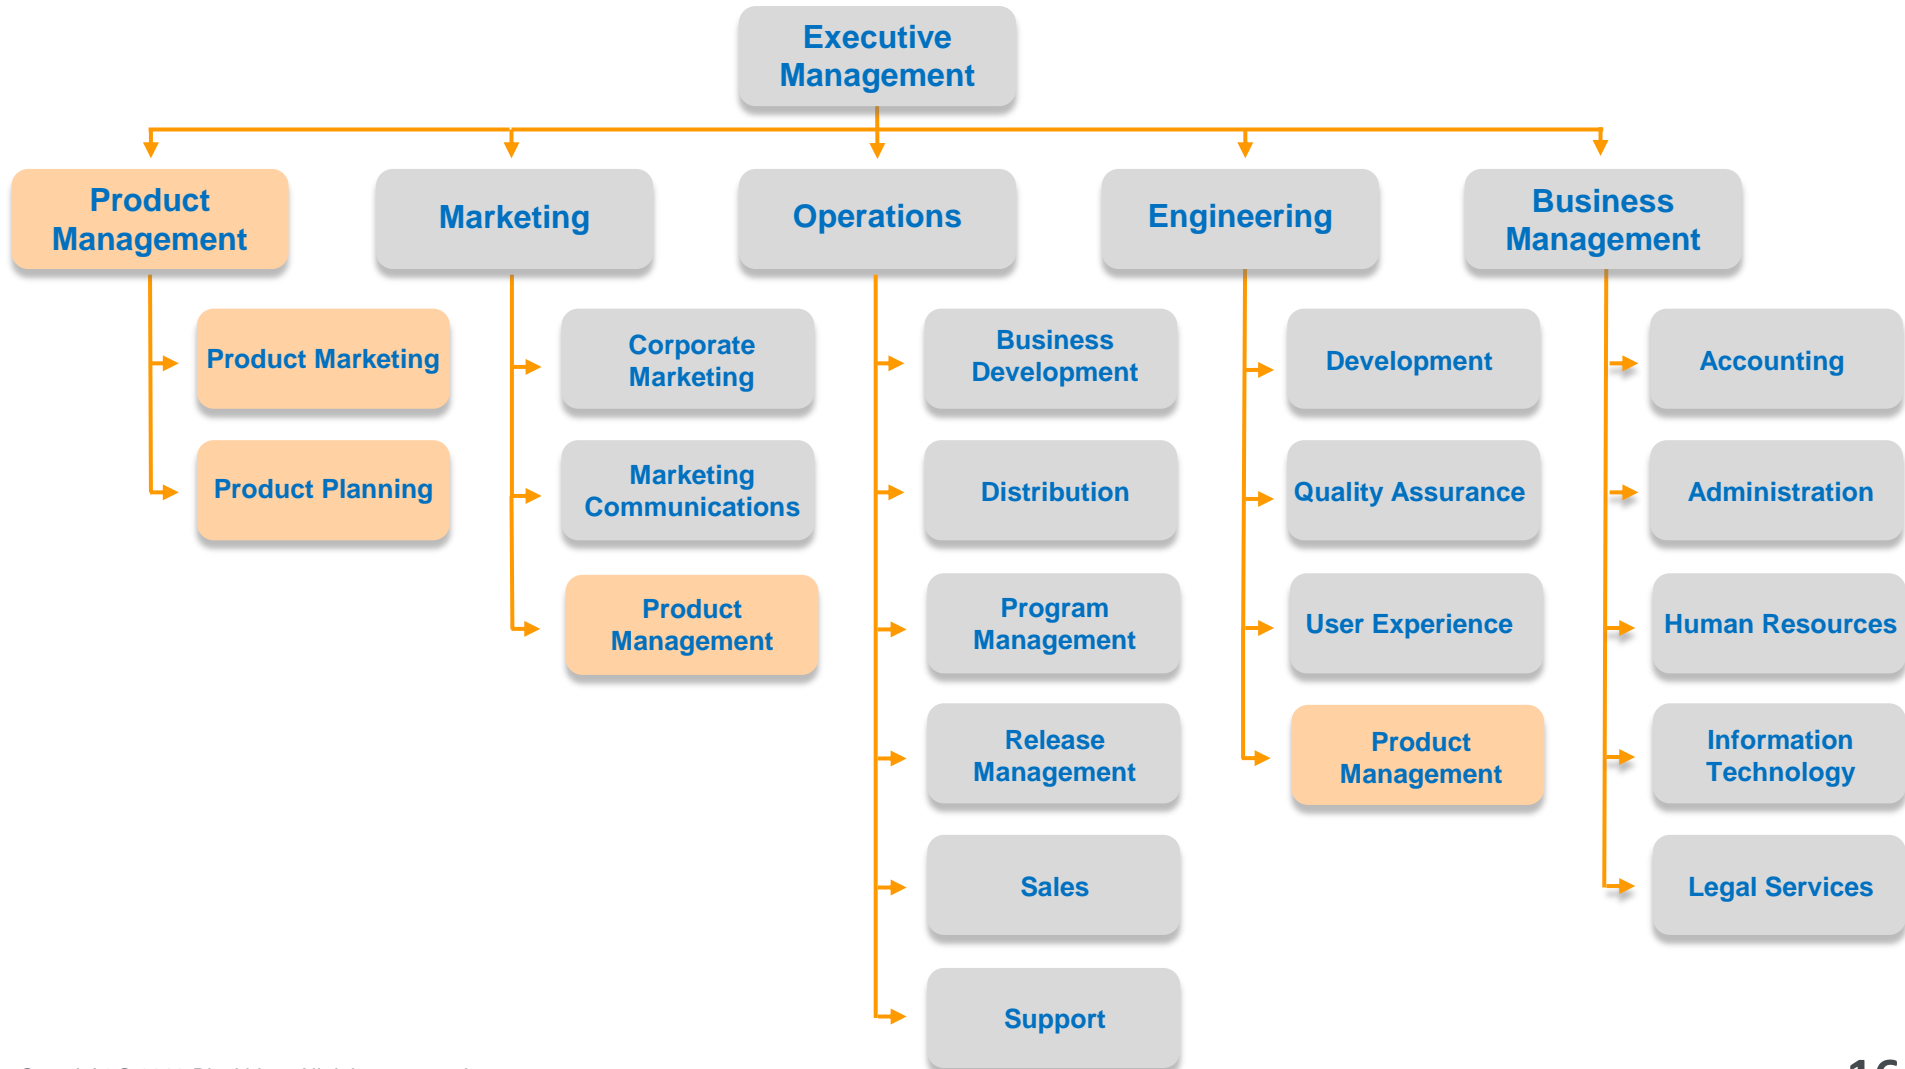 Executive
Management
Product
Management
Marketing
Operations
Engineering
Business
Management
Product Marketing
Product Planning
Corporate
Marketing
Marketing
Communications
Product
Management
Business
Development
Distribution
Program
Management
Release
Management
Sales
Support
Development
Quality Assurance
User Experience
Product
Management
Accounting
Administration
Human Resources
Information
Technology
Legal Services